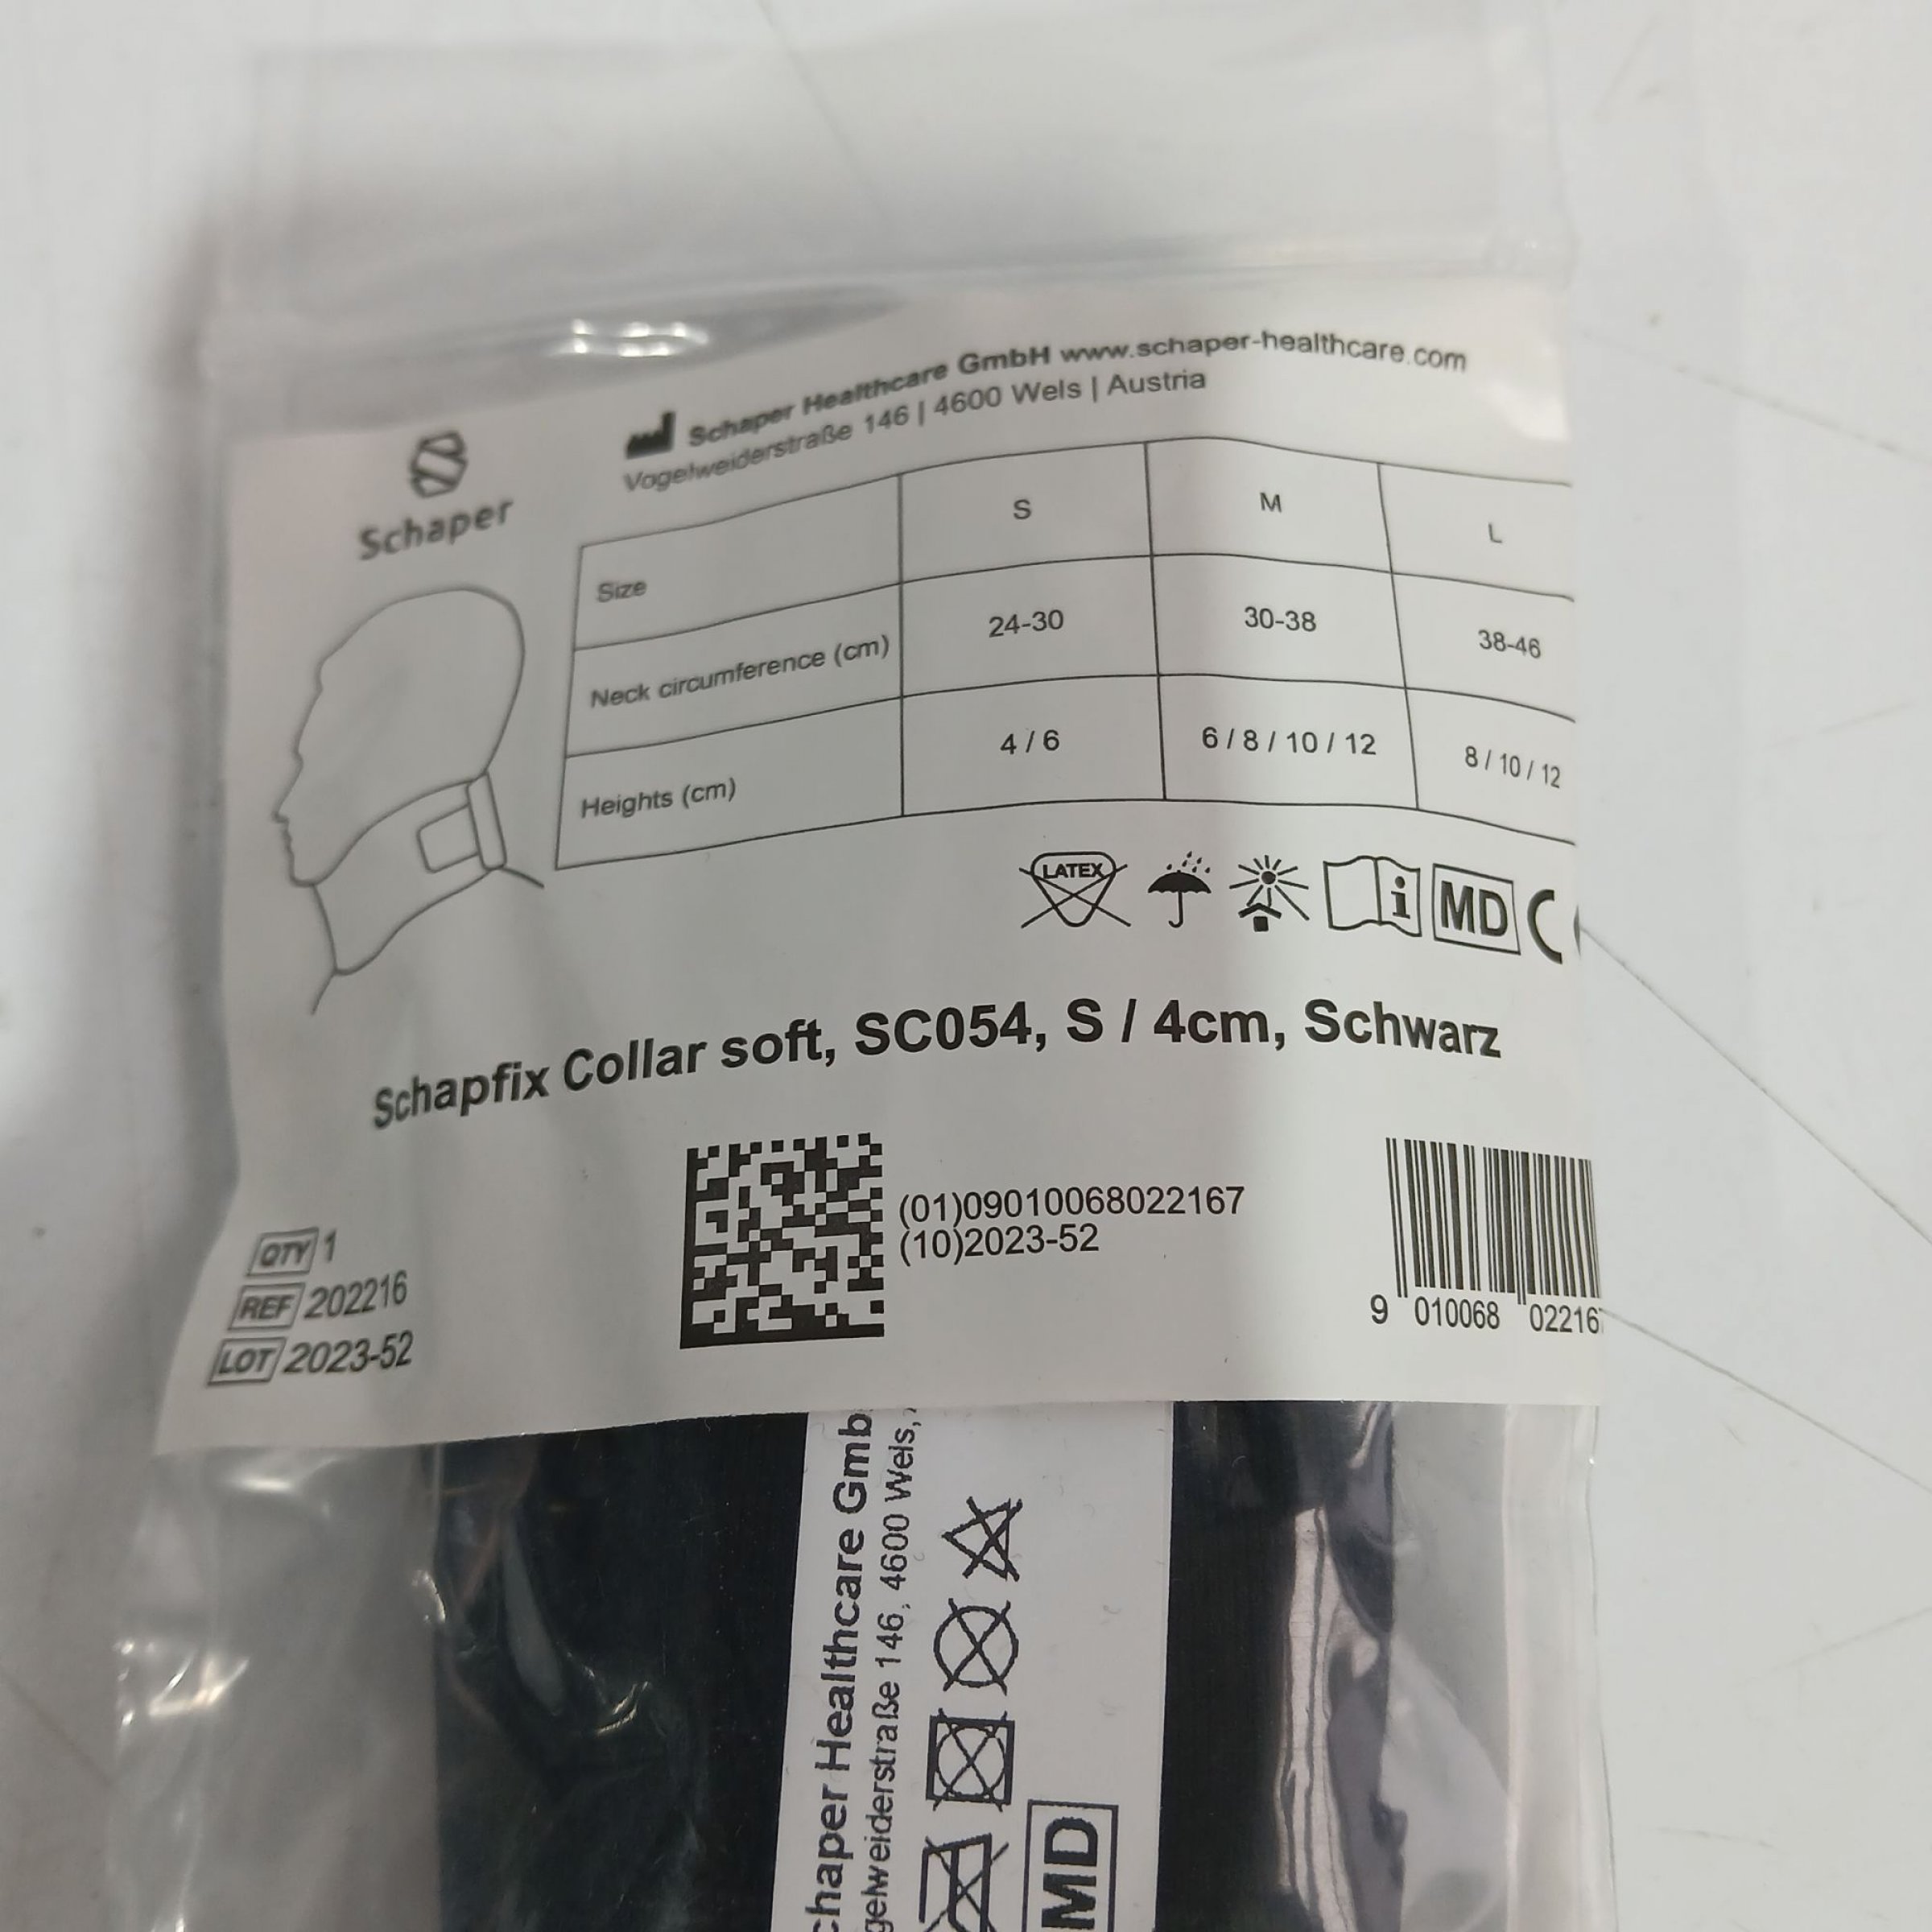 Schaper
Schaper Healthcare GmbH www.schaper-healthcare.com
Vogelweiderstraße 146 | 4600 Wels | Austria
Size S M L
Neck circumference (cm) 24-30 30-38 38-46
Heights (cm) 4 / 6 6 / 8 / 10 / 12 8 / 10 / 12
LATEX i MD
Schapfix Collar soft, SC054, S / 4cm, Schwarz
QTY 1
REF 202216
LOT 2023-52
(01)09010068022167
(10)2023-52
9 010068 02216
chaper Healthcare Gmb
gelweiderstraße 146, 4600 Wels,
MD